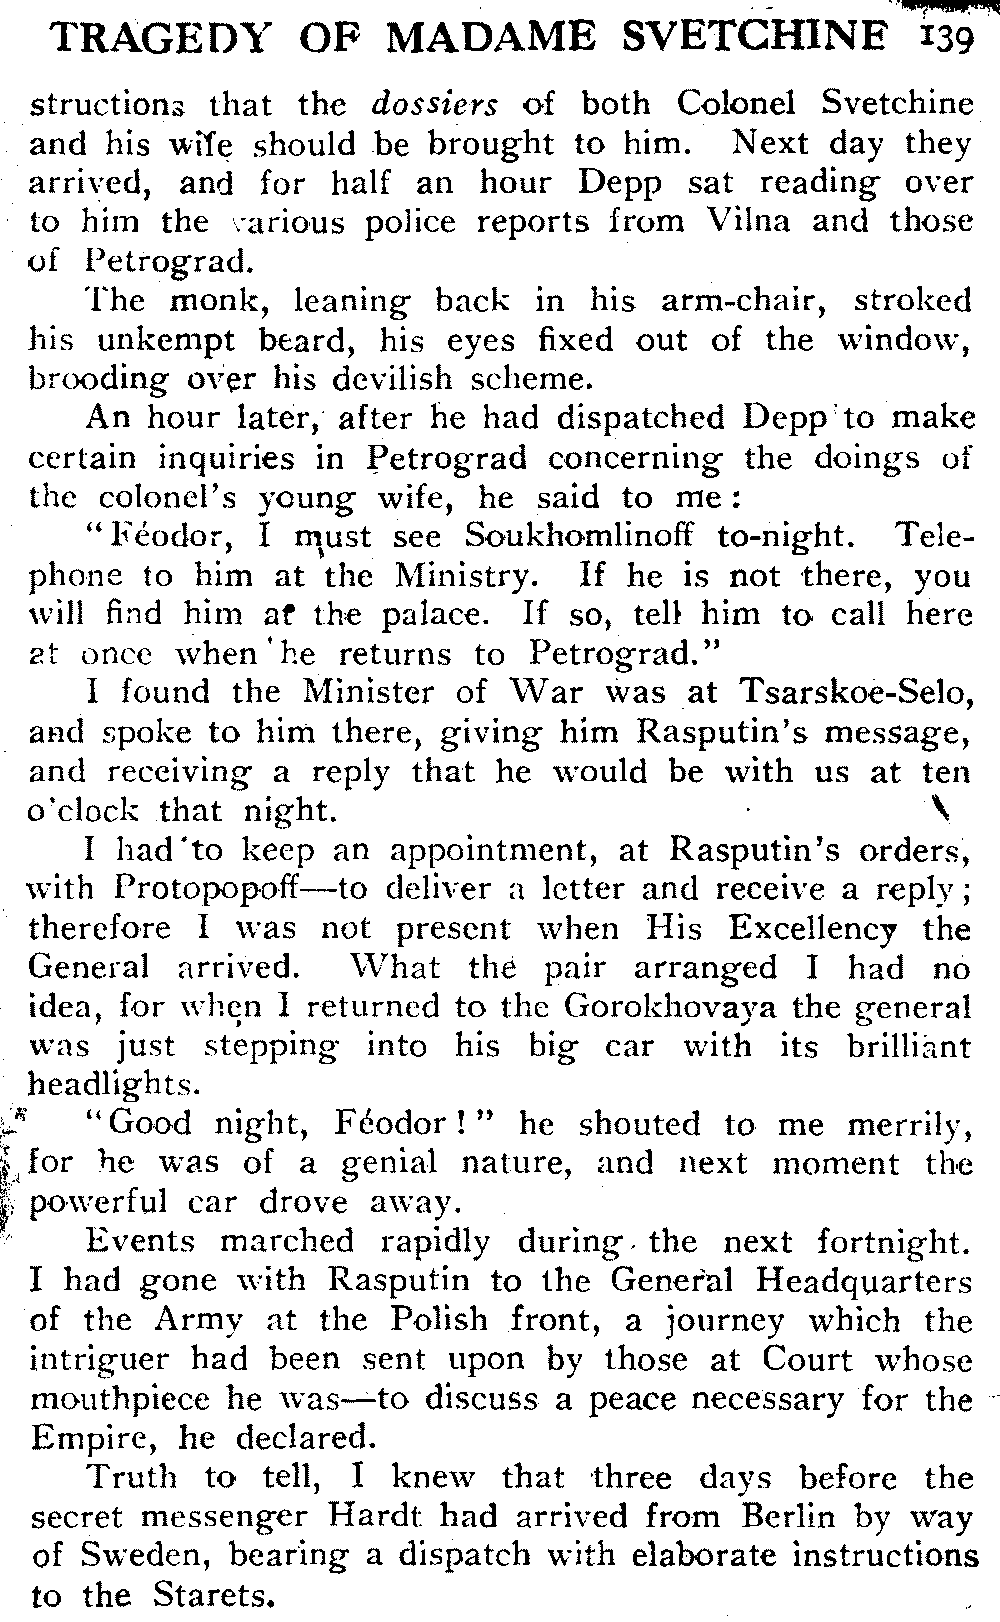 TRAGEDY OF MADAME SVETCHINE 139
structions that the dossiers of both Colonel Svetchine
and his wife should be brought to him. Next day they
arrived, and for half an hour Depp sat reading over
to him the various police reports from Vilna and those
of Petrograd.
The monk, leaning back in his arm-chair, stroked
his unkempt beard, his eyes fixed out of the window,
brooding over his devilish scheme.
An hour later, after he had dispatched Depp to make
certain inquiries in Petrograd concerning the doings of
the colonel's young wife, he said to me:
"Féodor, I must see Soukhomlinoff to-night. Tele-
phone to him at the Ministry. If he is not there, you
will find him at the palace. If so, tell him to call here
at once when he returns to Petrograd."
I found the Minister of War was at Tsarskoe-Selo,
and spoke to him there, giving him Rasputin's message,
and receiving a reply that he would be with us at ten
o'clock that night.
I had to keep an appointment, at Rasputin's orders,
with Protopopoff—to deliver a letter and receive a reply;
therefore I was not present when His Excellency the
General arrived. What the pair arranged I had no
idea, for when I returned to the Gorokhovaya the general
was just stepping into his big car with its brilliant
headlights.
"Good night, Féodor!" he shouted to me merrily,
for he was of a genial nature, and next moment the
powerful car drove away.
Events marched rapidly during the next fortnight.
I had gone with Rasputin to the General Headquarters
of the Army at the Polish front, a journey which the
intriguer had been sent upon by those at Court whose
mouthpiece he was—to discuss a peace necessary for the
Empire, he declared.
Truth to tell, I knew that three days before the
secret messenger Hardt had arrived from Berlin by way
of Sweden, bearing a dispatch with elaborate instructions
to the Starets.